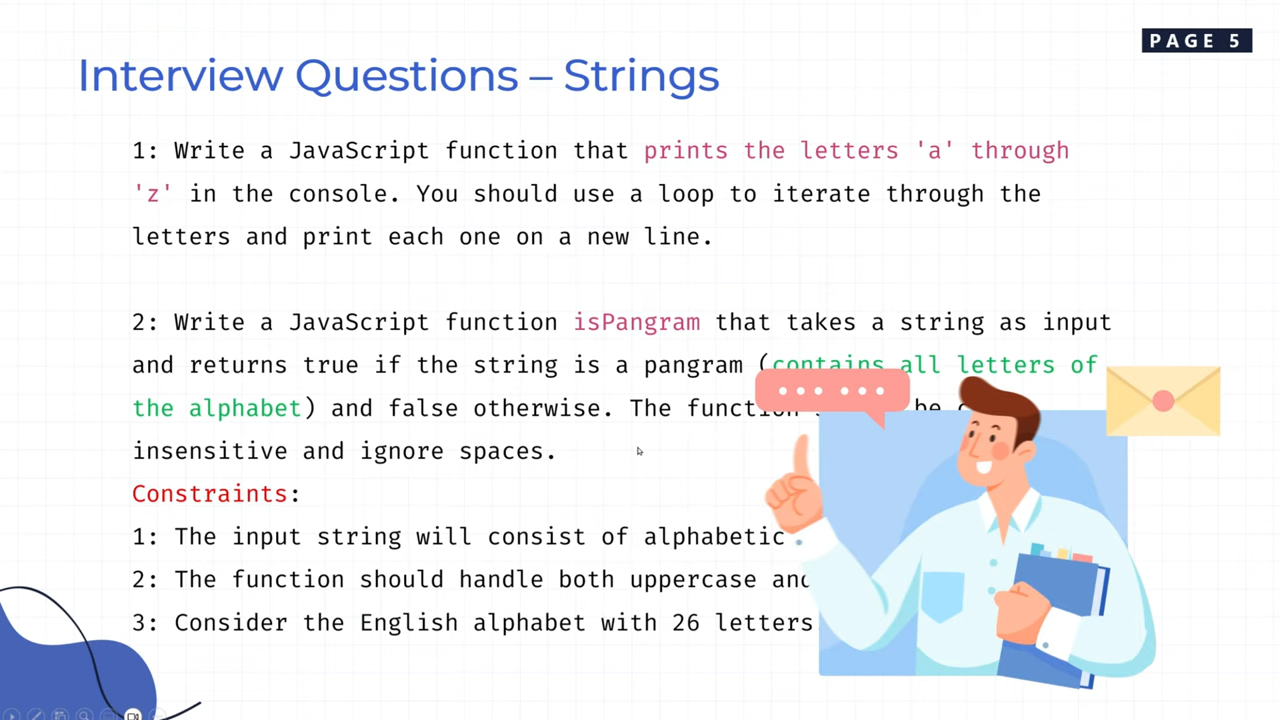 PAGE 5
Interview Questions – Strings
1: Write a JavaScript function that prints the letters 'a' through
'z' in the console. You should use a loop to iterate through the
letters and print each one on a new line.
2: Write a JavaScript function isPangram that takes a string as input
and returns true if the string is a pangram (contains all letters of
the alphabet) and false otherwise. The function be
insensitive and ignore spaces.
Constraints:
1: The input string will consist of alphabetic
2: The function should handle both uppercase and
3: Consider the English alphabet with 26 letters